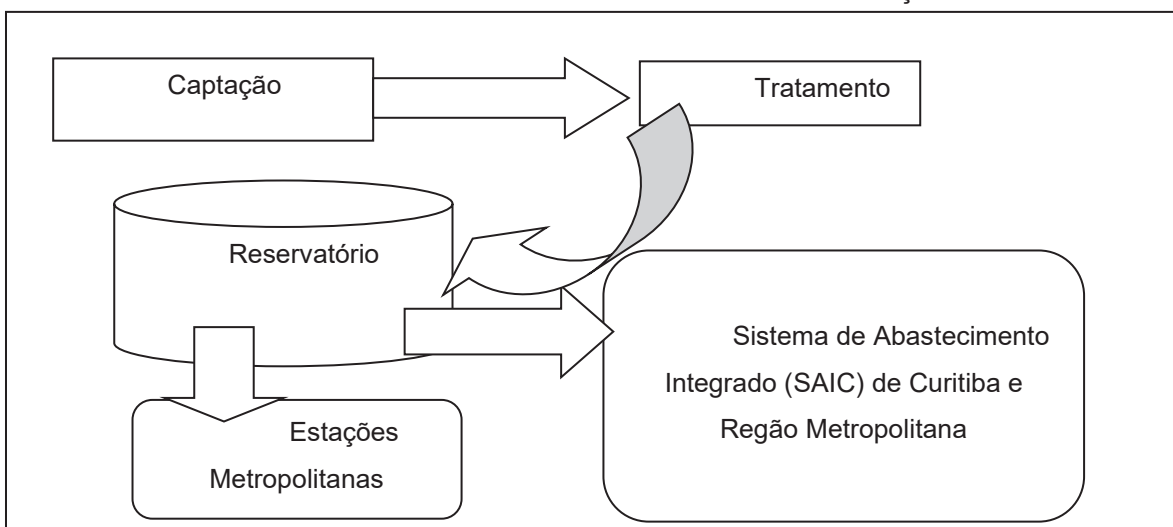 Captação
Tratamento
Reservatório
Sistema de Abastecimento
Integrado (SAIC) de Curitiba e
Regão Metropolitana
Estações
Metropolitanas